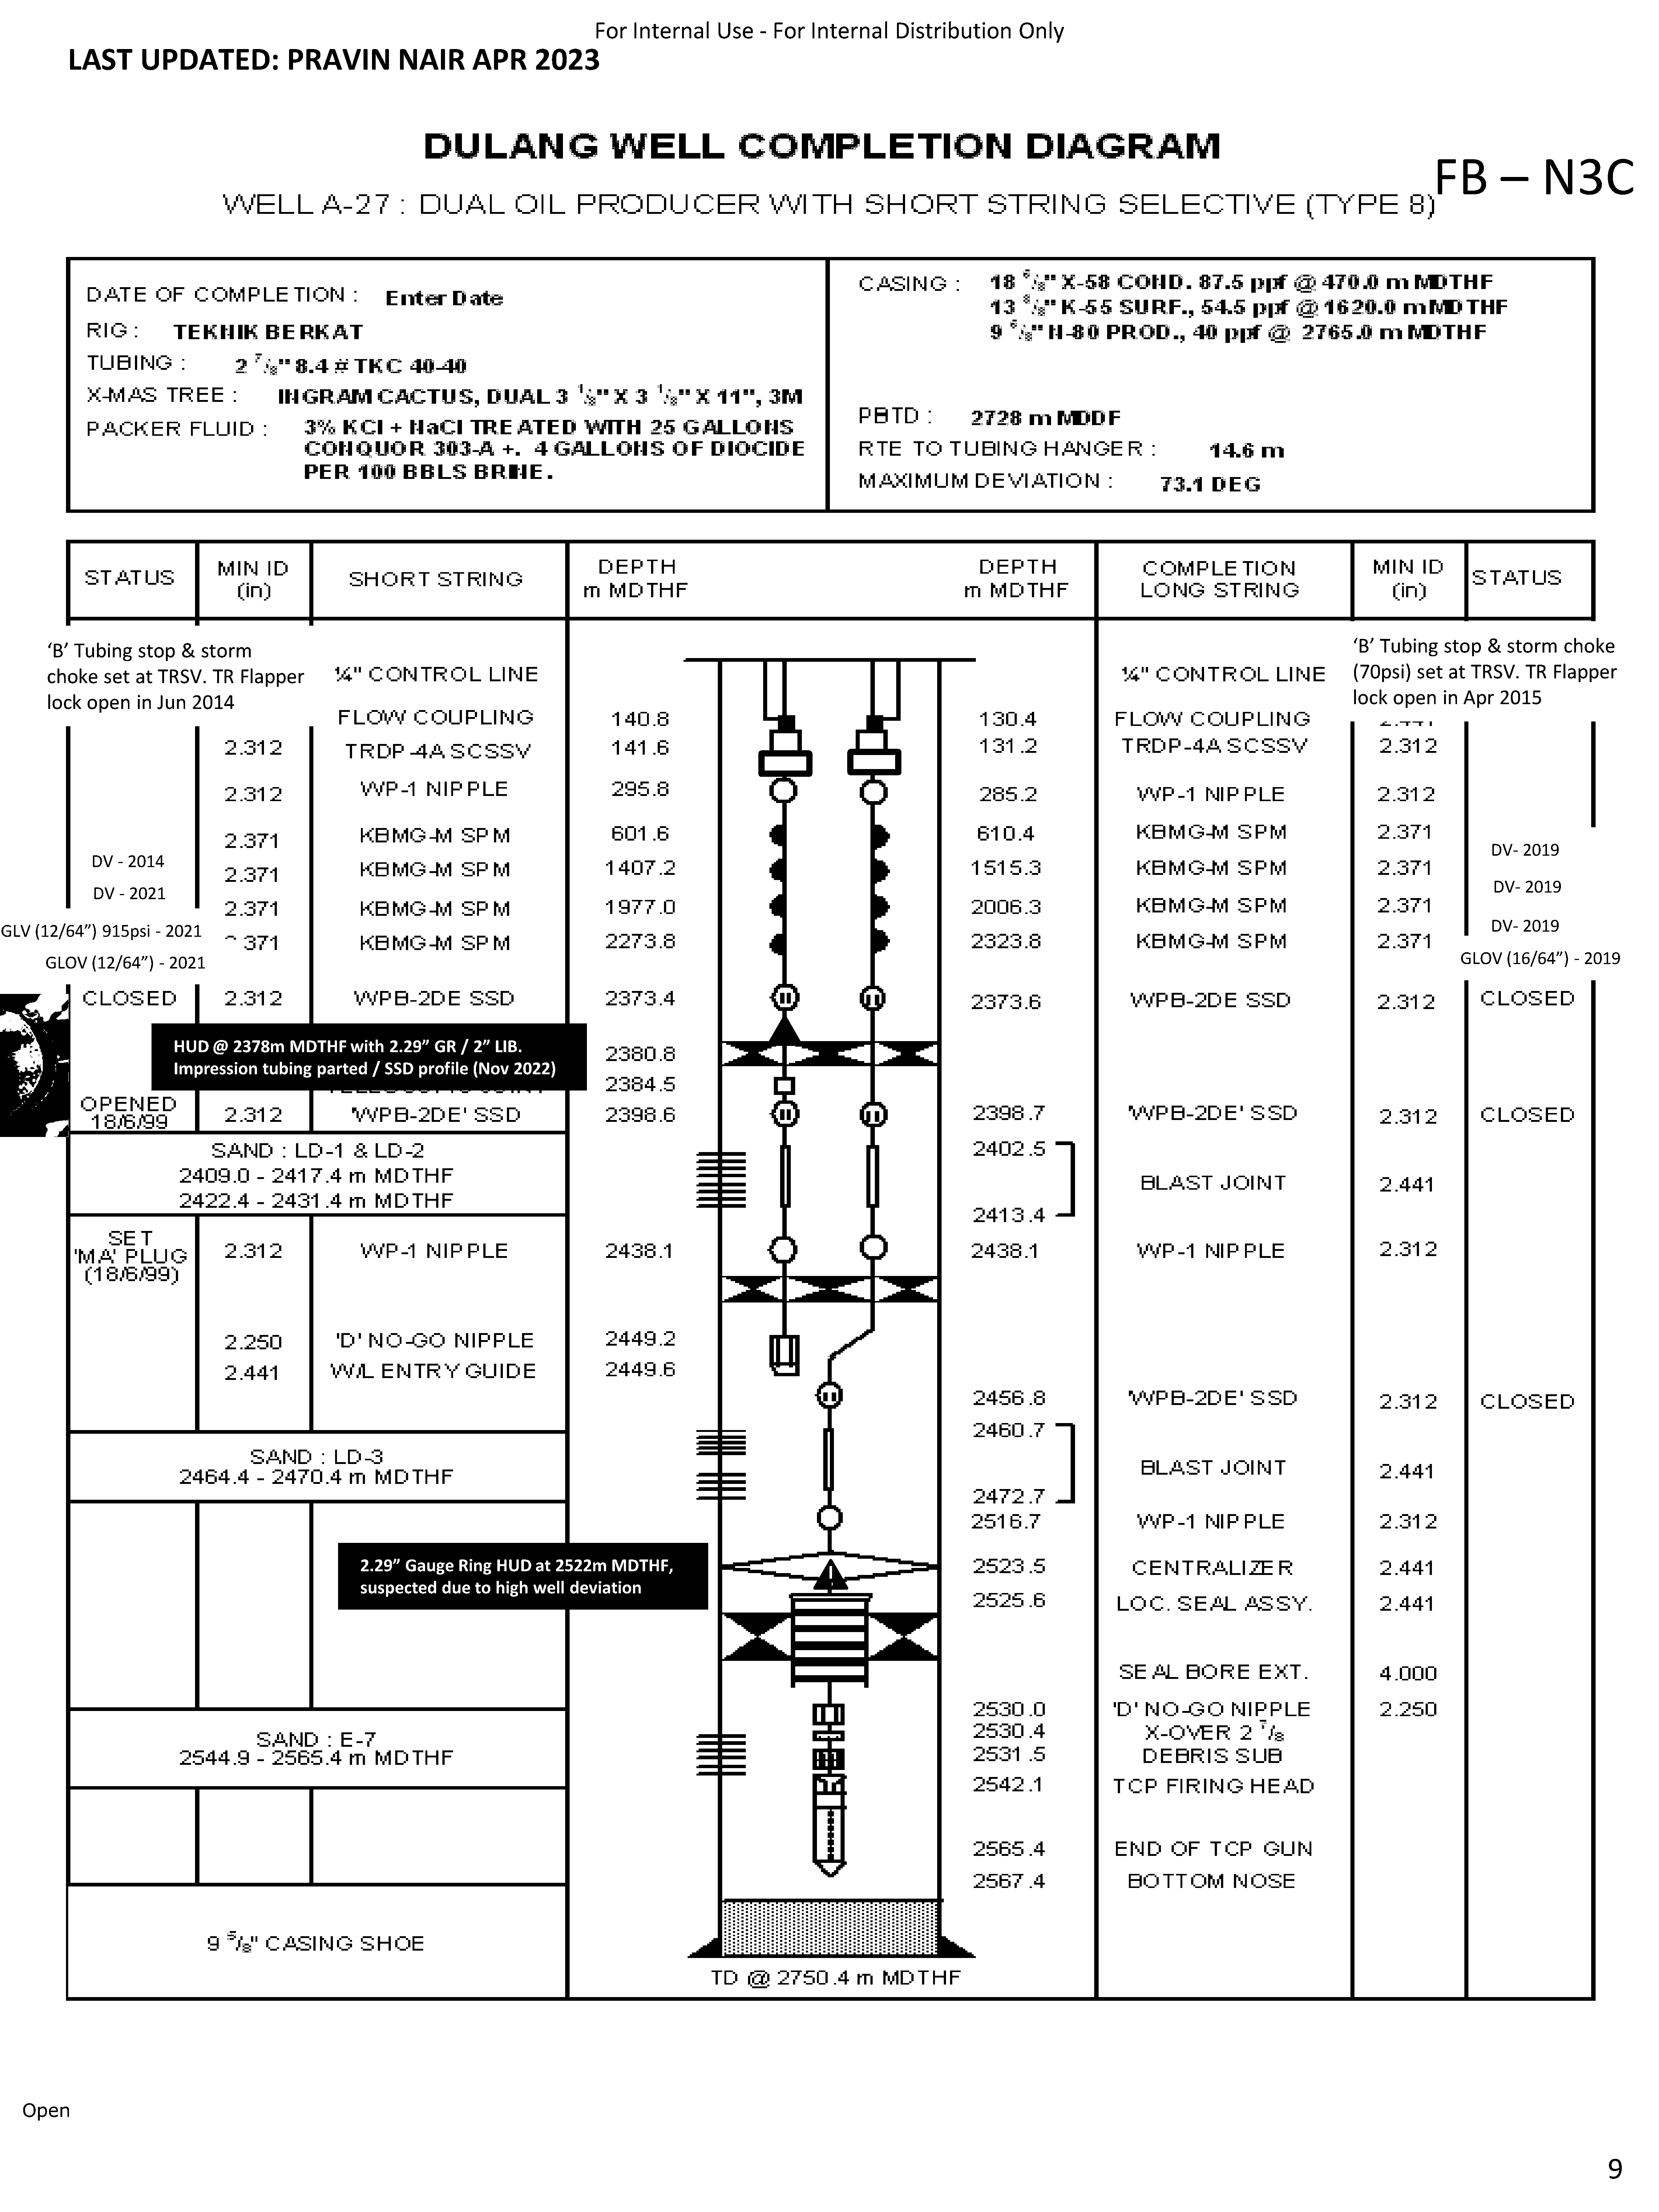 For Internal Use - For Internal Distribution Only
LAST UPDATED: PRAVIN NAIR APR 2023
DULANG WELL COMPLETION DIAGRAM
FB – N3C
WELL A-27 : DUAL OIL PRODUCER WITH SHORT STRING SELECTIVE (TYPE 8)
DATE OF COMPLETION : Enter Date
RIG : TEKNIK BERKAT
TUBING : 2 7/8" 8.4 # TKC 40-40
X-MAS TREE : INGRAM CACTUS, DUAL 3 1/8" X 3 1/8" X 11", 3M
PACKER FLUID : 3% KCl + NaCl TREATED WITH 25 GALLONS
CONQUOR 303-A +. 4 GALLONS OF DIOCIDE
PER 100 BBLS BRINE.
CASING : 18 5/8" X-58 COND. 87.5 ppf @ 470.0 m MDTHF
13 3/8" K-55 SURF., 54.5 ppf @ 1620.0 m MDTHF
9 5/8" N-80 PROD., 40 ppf @ 2765.0 m MDTHF
PBTD : 2728 m MDDF
RTE TO TUBING HANGER : 14.6 m
MAXIMUM DEVIATION : 73.1 DEG
STATUS MIN ID (in) SHORT STRING DEPTH m MDTHF DEPTH m MDTHF COMPLETION LONG STRING MIN ID (in) STATUS
‘B’ Tubing stop & storm
choke set at TRSV. TR Flapper
lock open in Jun 2014
‘B’ Tubing stop & storm choke
(70psi) set at TRSV. TR Flapper
lock open in Apr 2015
¼" CONTROL LINE ¼" CONTROL LINE
FLOW COUPLING 140.8 130.4 FLOW COUPLING
2.312 TRDP-4A SCSSV 141.6 131.2 TRDP-4A SCSSV 2.312
2.312 WP-1 NIPPLE 295.8 285.2 WP-1 NIPPLE 2.312
2.371 KBMG-M SPM 601.6 610.4 KBMG-M SPM 2.371
DV - 2014 DV- 2019
2.371 KBMG-M SPM 1407.2 1515.3 KBMG-M SPM 2.371
DV - 2021 DV- 2019
2.371 KBMG-M SPM 1977.0 2006.3 KBMG-M SPM 2.371
GLV (12/64”) 915psi - 2021 DV- 2019
371 KBMG-M SPM 2273.8 2323.8 KBMG-M SPM 2.371
GLOV (12/64”) - 2021 GLOV (16/64”) - 2019
CLOSED 2.312 WPB-2DE SSD 2373.4 2373.6 WPB-2DE SSD 2.312 CLOSED
HUD @ 2378m MDTHF with 2.29” GR / 2” LIB.
Impression tubing parted / SSD profile (Nov 2022)
2380.8
2384.5
OPENED 18/6/99 2.312 'WPB-2DE' SSD 2398.6 2398.7 'WPB-2DE' SSD 2.312 CLOSED
SAND : LD-1 & LD-2
2409.0 - 2417.4 m MDTHF
2422.4 - 2431.4 m MDTHF
2402.5
BLAST JOINT 2.441
2413.4
SET
'MA' PLUG
(18/6/99)
2.312 WP-1 NIPPLE 2438.1 2438.1 WP-1 NIPPLE 2.312
2.250 'D' NO-GO NIPPLE 2449.2
2.441 W/L ENTRY GUIDE 2449.6
2456.8 'WPB-2DE' SSD 2.312 CLOSED
2460.7
SAND : LD-3
2464.4 - 2470.4 m MDTHF
BLAST JOINT 2.441
2472.7
2516.7 WP-1 NIPPLE 2.312
2.29” Gauge Ring HUD at 2522m MDTHF,
suspected due to high well deviation
2523.5 CENTRALIZER 2.441
2525.6 LOC. SEAL ASSY. 2.441
SEAL BORE EXT. 4.000
2530.0 'D' NO-GO NIPPLE 2.250
2530.4 X-OVER 2 7/8
SAND : E-7
2544.9 - 2565.4 m MDTHF
2531.5 DEBRIS SUB
2542.1 TCP FIRING HEAD
2565.4 END OF TCP GUN
2567.4 BOTTOM NOSE
9 5/8" CASING SHOE
TD @ 2750.4 m MDTHF
Open
9